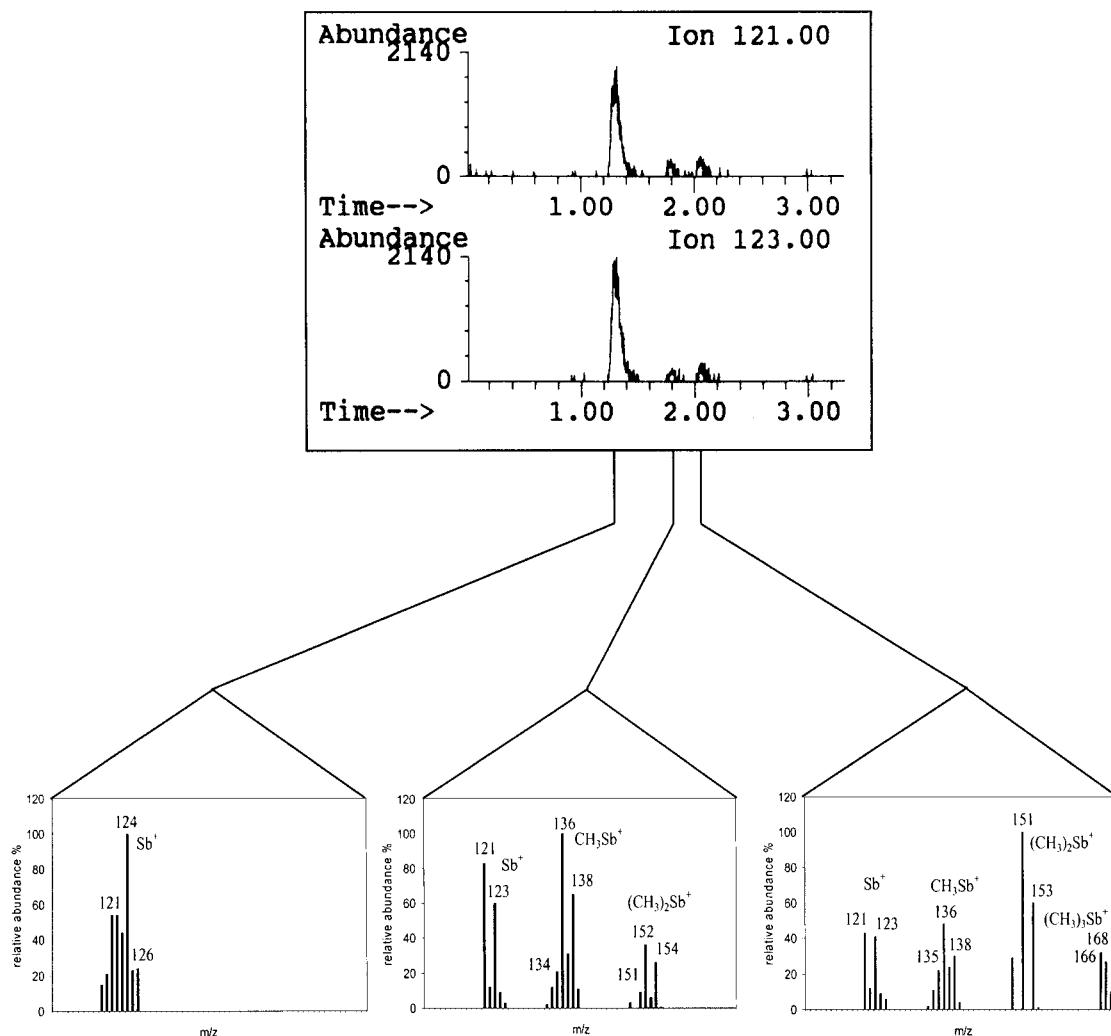 Abundance Ion 121.00
2140
0
Time--> 1.00 2.00 3.00
Abundance Ion 123.00
2140
0
Time--> 1.00 2.00 3.00
relative abundance %
120
100
80
60
40
20
0
124
Sb⁺
121
126
m/z
relative abundance %
120
100
80
60
40
20
0
136
CH₃Sb⁺
121
Sb⁺
123
138
(CH₃)₂Sb⁺
152
154
134
151
m/z
relative abundance %
120
100
80
60
40
20
0
151
(CH₃)₂Sb⁺
Sb⁺
CH₃Sb⁺
153
121
123
136
(CH₃)₃Sb⁺
135
138
168
166
m/z